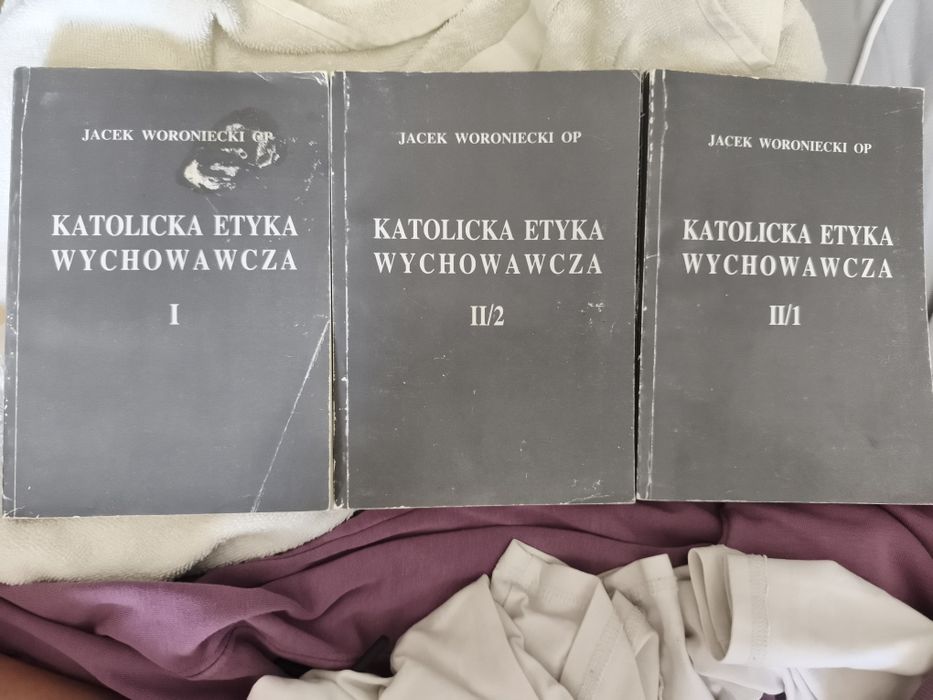 JACEK WORONIECKI OP
KATOLICKA ETYKA
WYCHOWAWCZA
I
JACEK WORONIECKI OP
KATOLICKA ETYKA
WYCHOWAWCZA
II/2
JACEK WORONIECKI OP
KATOLICKA ETYKA
WYCHOWAWCZA
II/1